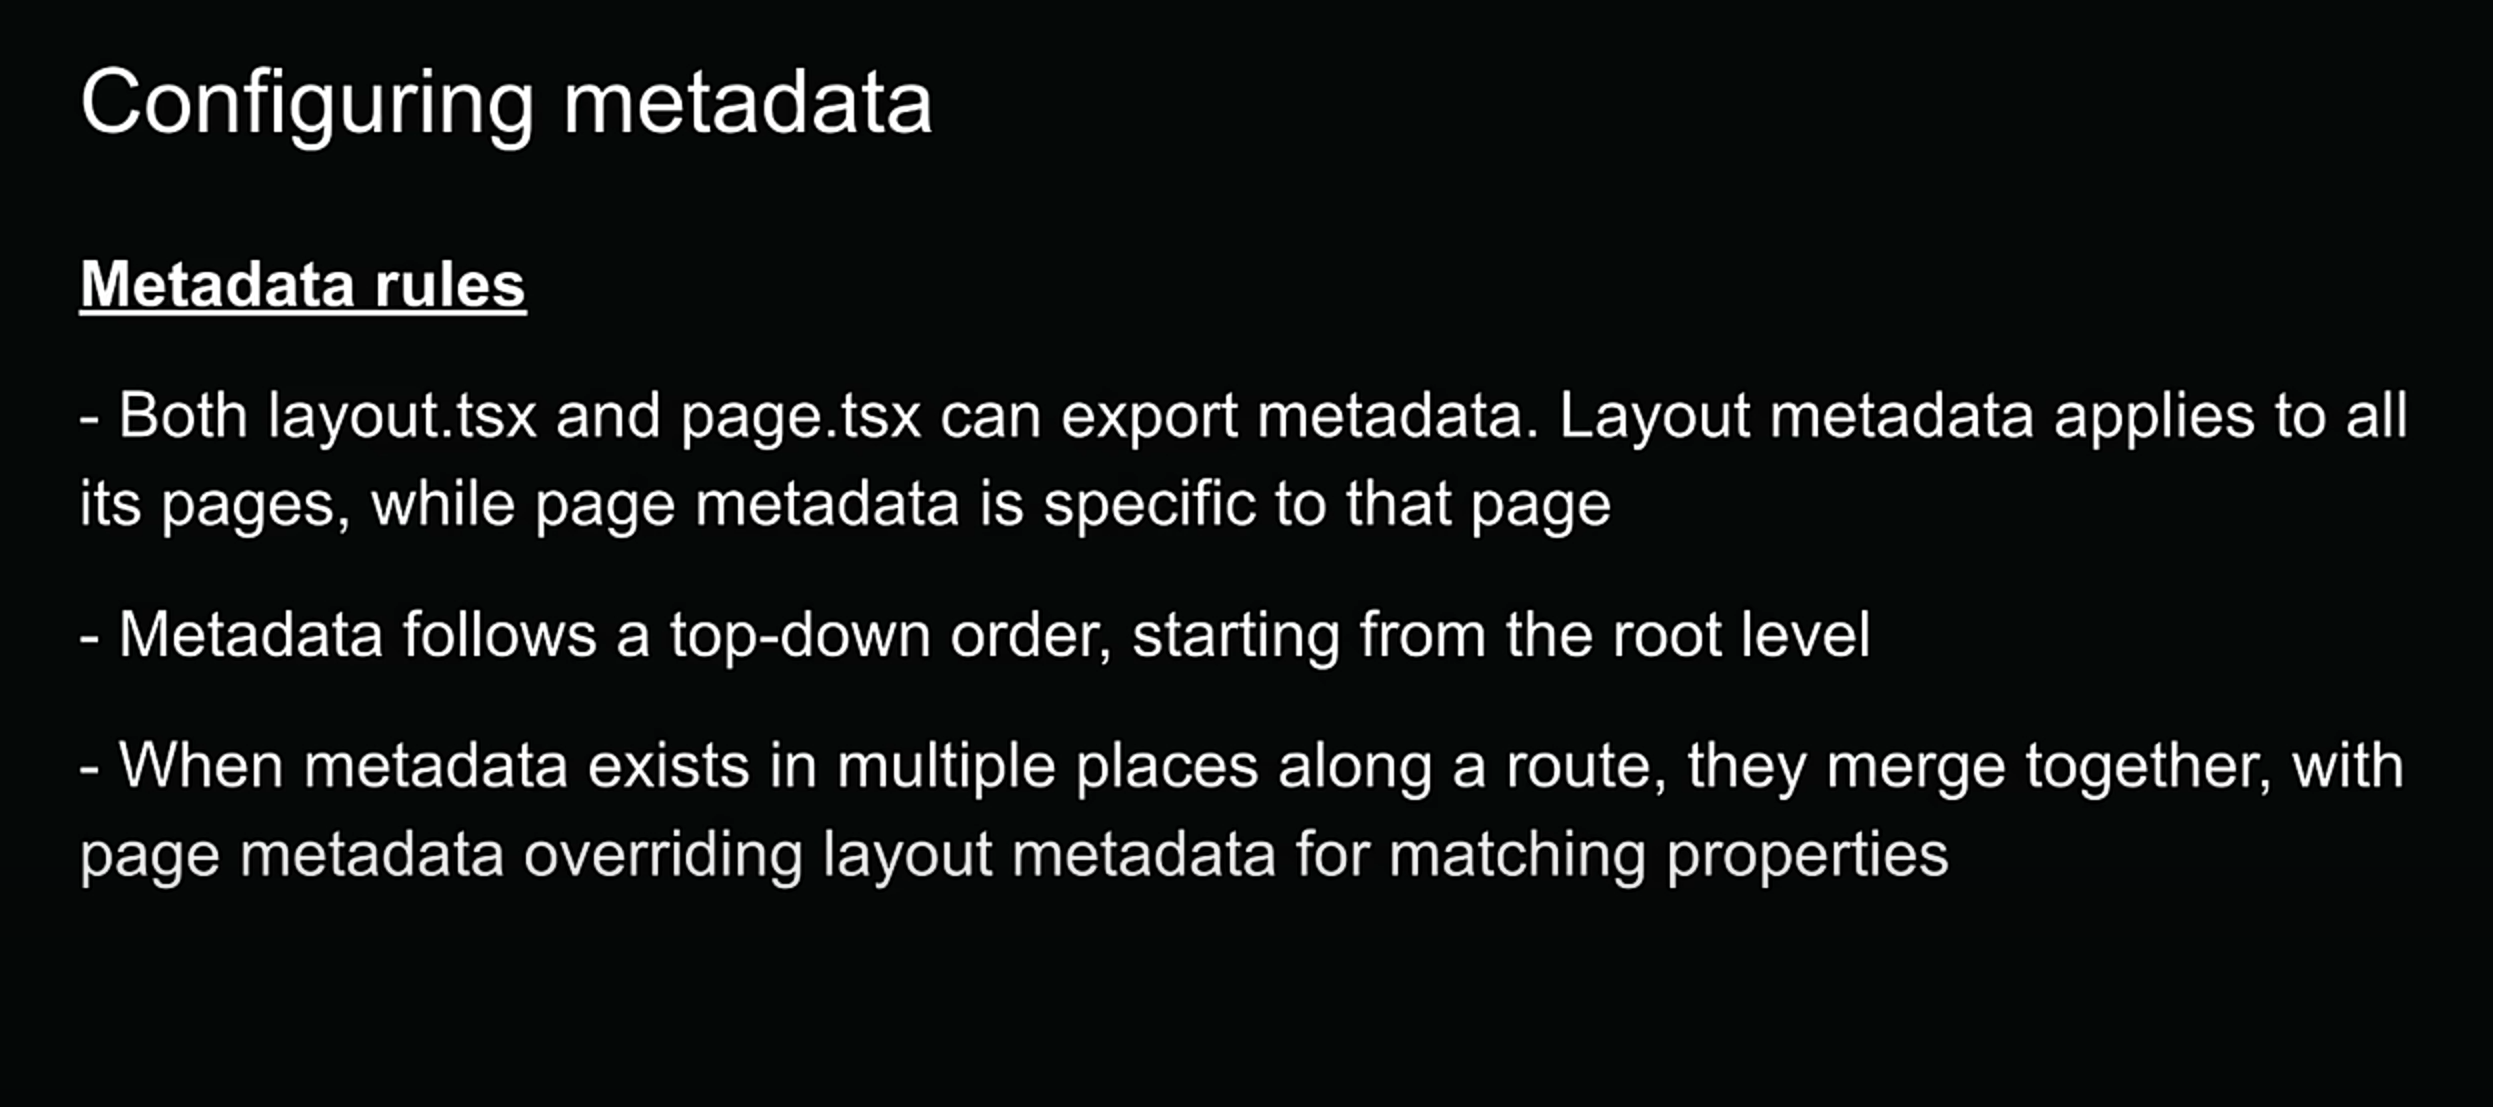 Configuring metadata
Metadata rules
- Both layout.tsx and page.tsx can export metadata. Layout metadata applies to all
its pages, while page metadata is specific to that page
- Metadata follows a top-down order, starting from the root level
- When metadata exists in multiple places along a route, they merge together, with
page metadata overriding layout metadata for matching properties